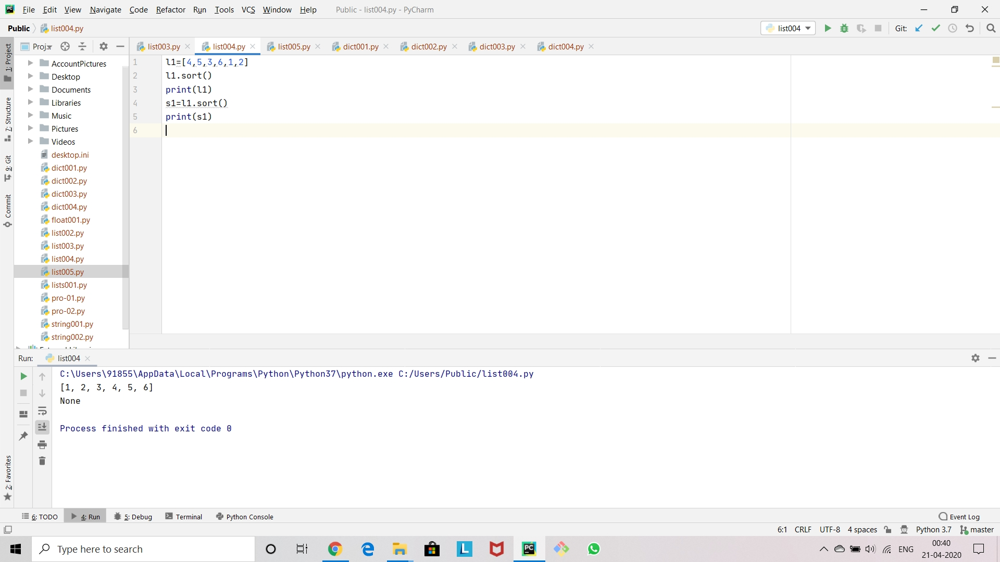 PC File Edit View Navigate Code Refactor Run Tools VCS Window Help Public - list004.py - PyCharm
Public list004.py list004 Git:
1: Project
7: Structure
9: Git
Commit
2: Favorites
Proj..
AccountPictures
Desktop
Documents
Libraries
Music
Pictures
Videos
desktop.ini
dict001.py
dict002.py
dict003.py
dict004.py
float001.py
list002.py
list003.py
list004.py
list005.py
lists001.py
pro-01.py
pro-02.py
string001.py
string002.py
list003.py list004.py list005.py dict001.py dict002.py dict003.py dict004.py
1 l1=[4,5,3,6,1,2]
2 l1.sort()
3 print(l1)
4 s1=l1.sort()
5 print(s1)
6
Run: list004
C:\Users\91855\AppData\Local\Programs\Python\Python37\python.exe C:/Users/Public/list004.py
[1, 2, 3, 4, 5, 6]
None
Process finished with exit code 0
6: TODO 4: Run 5: Debug Terminal Python Console Event Log
6:1 CRLF UTF-8 4 spaces Python 3.7 master
Type here to search L PC ENG 00:40
21-04-2020